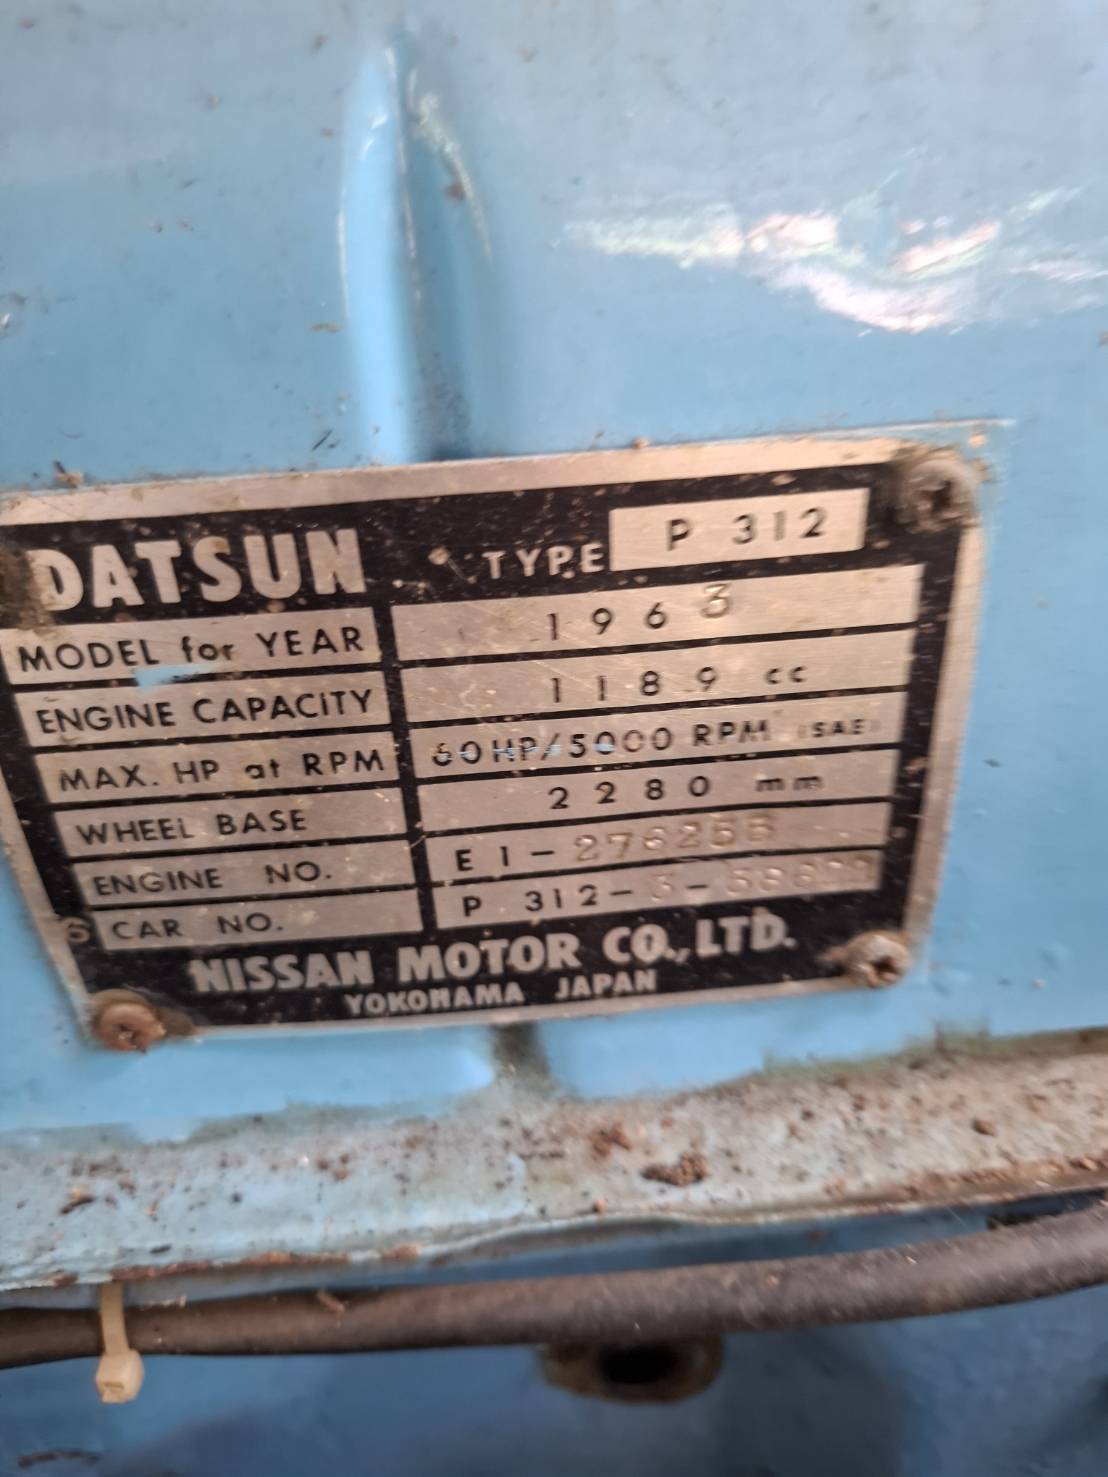 DATSUN TYPE P 312
MODEL for YEAR 1963
ENGINE CAPACITY 1189 cc
MAX. HP at RPM 60HP/5000 RPM (SAE)
WHEEL BASE 2280 mm
ENGINE NO. E1-
CAR NO. P 312-3-
NISSAN MOTOR CO., LTD.
YOKOHAMA JAPAN